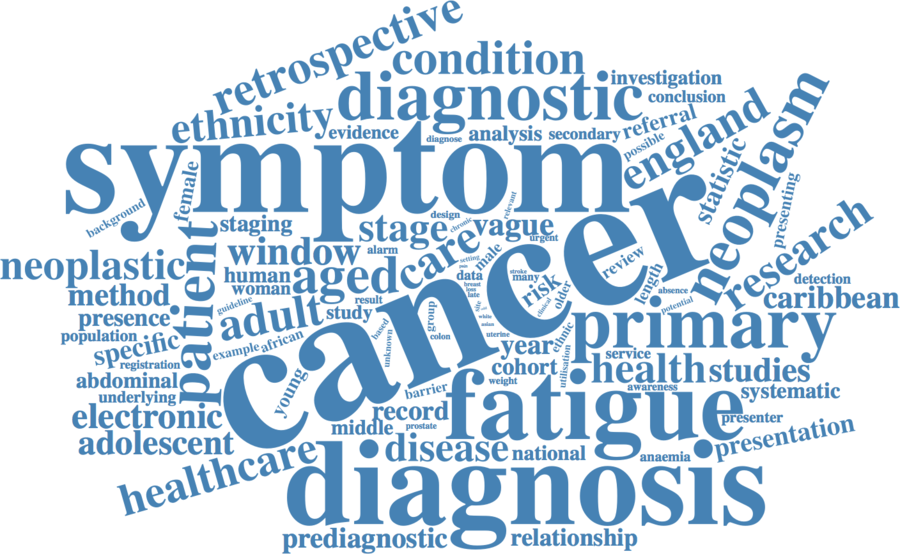 retrospective
condition
investigation
conclusion
diagnostic
ethnicity
evidence
diagnose
analysis
secondary
referral
possible
england
symptom
neoplasm
statistic
presenting
female
background
staging
stage
design
chronic
vague
relevant
urgent
care
window
alarm
cancer
review
research
neoplastic
human
aged
male
setting
data
many
stroke
risk
older
length
absence
detection
caribbean
method
woman
patient
guideline
result
breast
loss
late
clinical
potential
presence
adult
study
group
white
asian
primary
population
specific
example
african
based
unknown
colon
uterine
ethnic
year
service
registration
cohort
utilisation
health
studies
abdominal
young
weight
awareness
systematic
underlying
barrier
fatigue
electronic
record
presenter
adolescent
middle
prostate
presentation
disease
national
anaemia
healthcare
diagnosis
prediagnostic
relationship